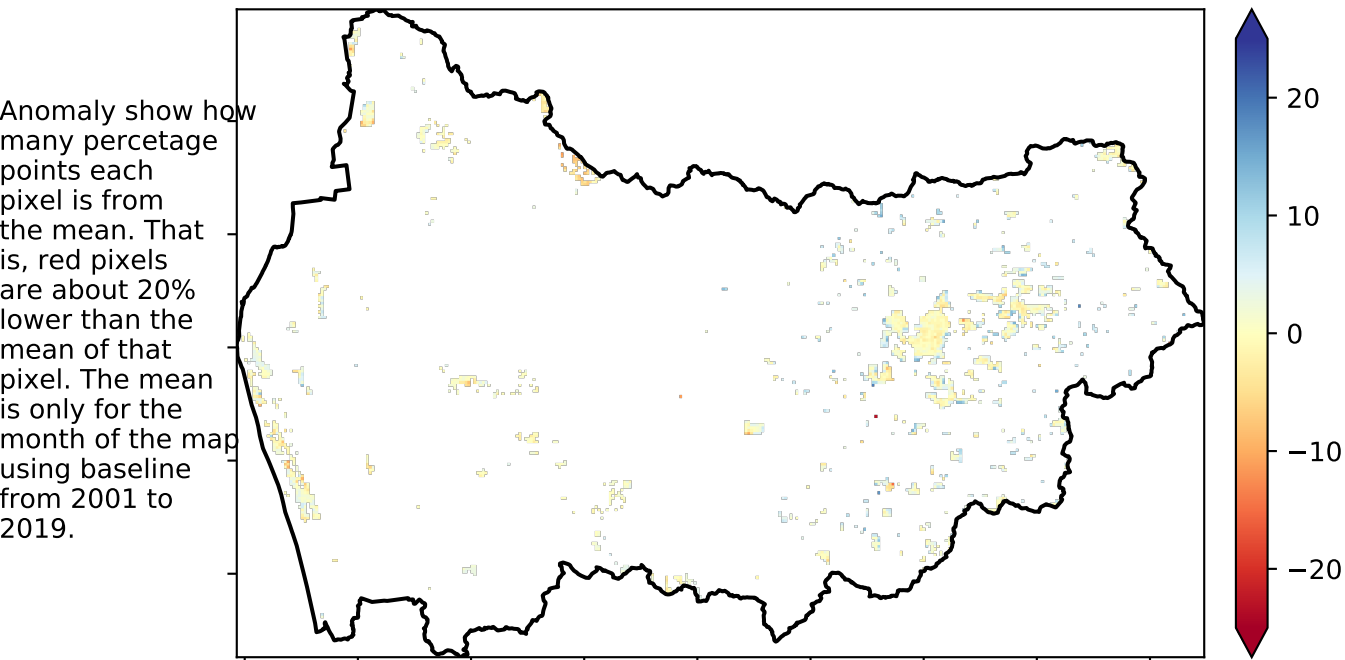 Anomaly show how
many percetage
points each
pixel is from
the mean. That
is, red pixels
are about 20%
lower than the
mean of that
pixel. The mean
is only for the
month of the map
using baseline
from 2001 to
2019.
20
10
0
−10
−20